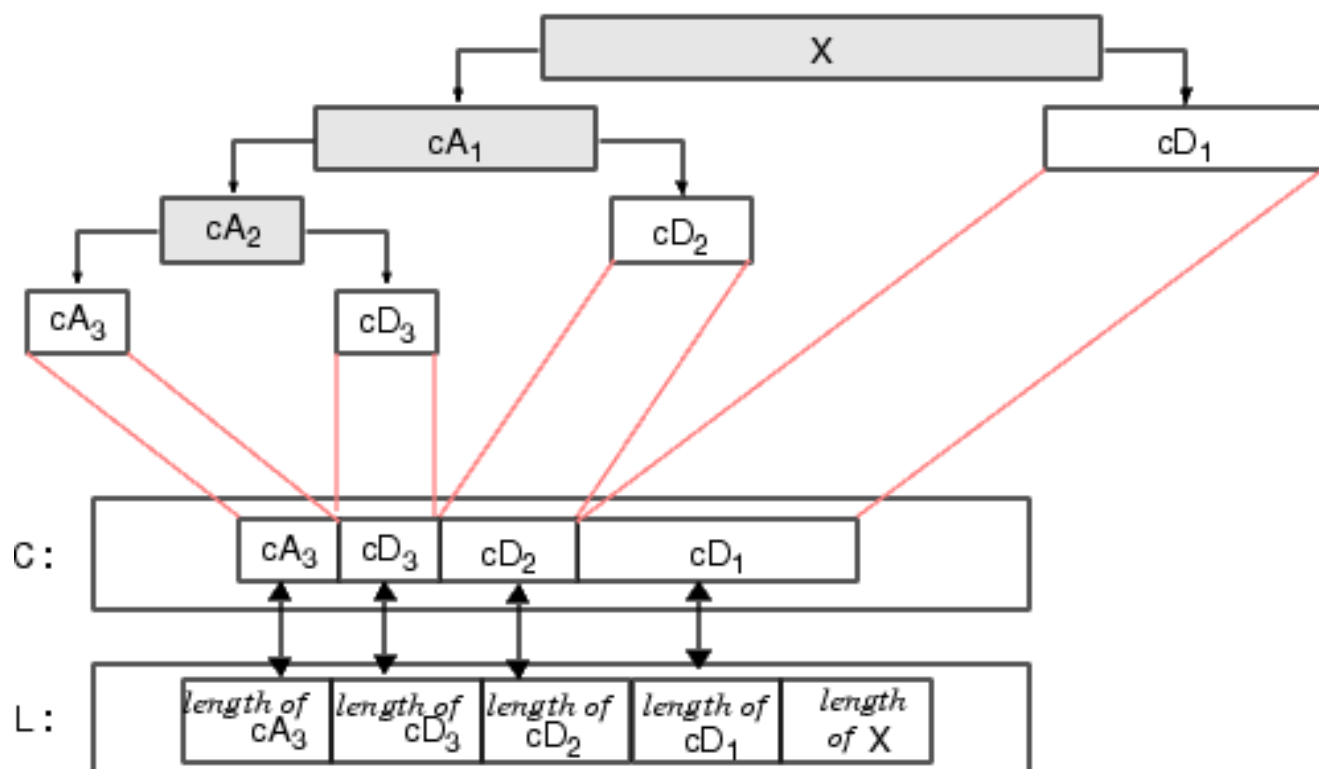 X
cA₁ cD₁
cA₂ cD₂
cA₃ cD₃
C: cA₃ cD₃ cD₂ cD₁
L: length of cA₃ length of cD₃ length of cD₂ length of cD₁ length of X